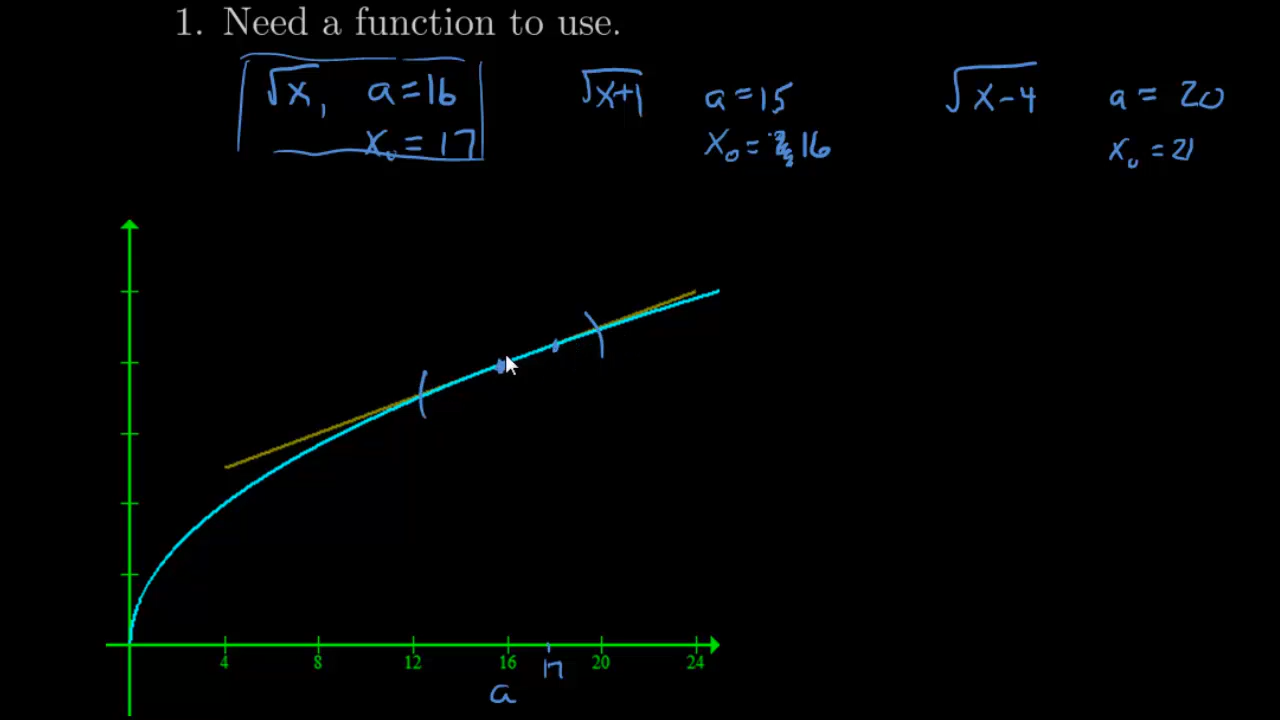 1. Need a function to use.
√x, a=16 √x+1 a=15 √x-4 a= 20
x₀ = 17 x₀ = 16 x₀ = 21
4 8 12 16 17 20 24
a